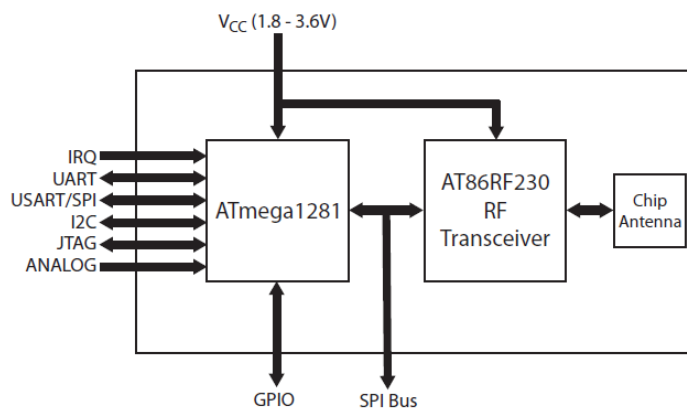 VCC (1.8 - 3.6V)
IRQ
UART
USART/SPI
I2C
JTAG
ANALOG
ATmega1281
AT86RF230
RF
Transceiver
Chip
Antenna
GPIO
SPI Bus